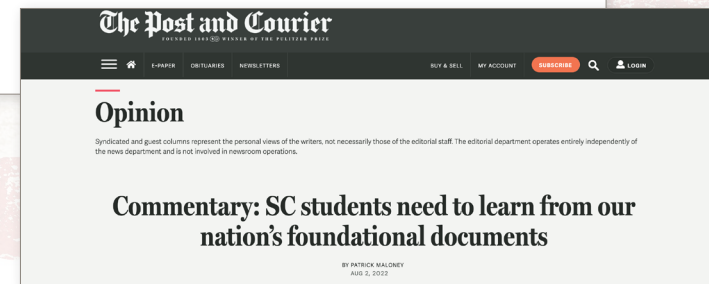 The Post and Courier
FOUNDED 1803 WINNER OF THE PULITZER PRIZE
E-PAPER OBITUARIES NEWSLETTERS BUY & SELL MY ACCOUNT SUBSCRIBE LOGIN
Opinion
Syndicated and guest columns represent the personal views of the writers, not necessarily those of the editorial staff. The editorial department operates entirely independently of
the news department and is not involved in newsroom operations.
Commentary: SC students need to learn from our
nation’s foundational documents
BY PATRICK MALONEY
AUG 2, 2022